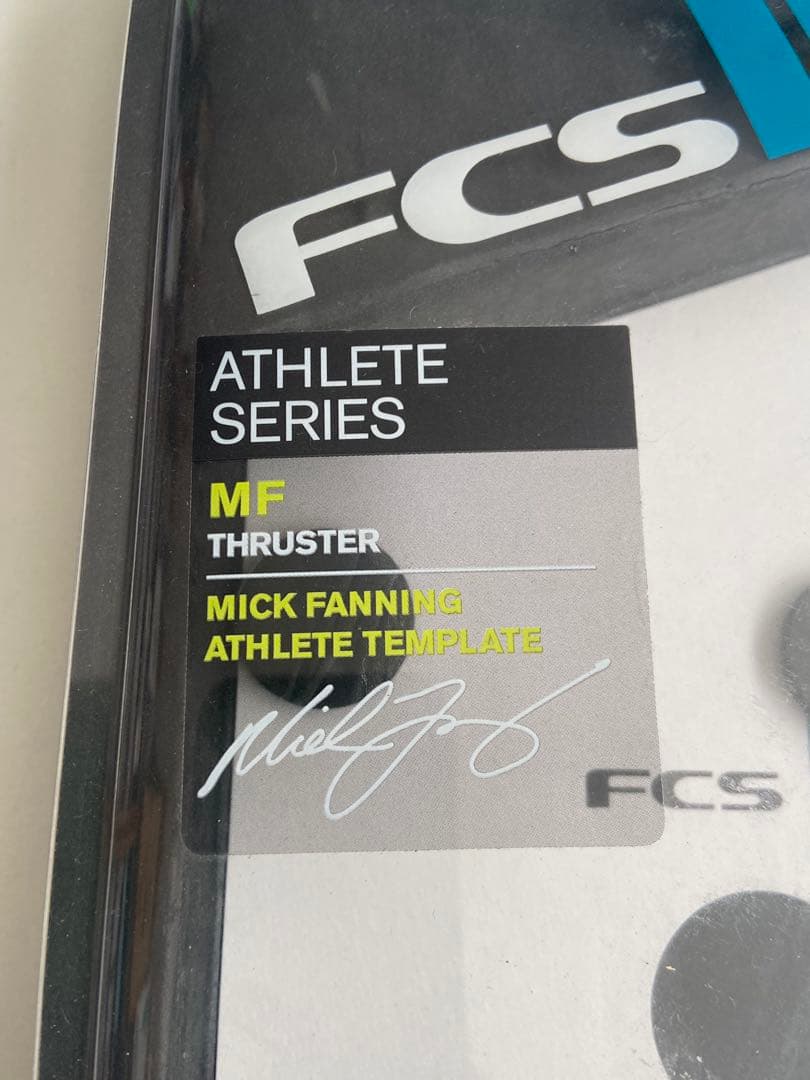 FCS
ATHLETE
SERIES
MF
THRUSTER
MICK FANNING
ATHLETE TEMPLATE
FCS